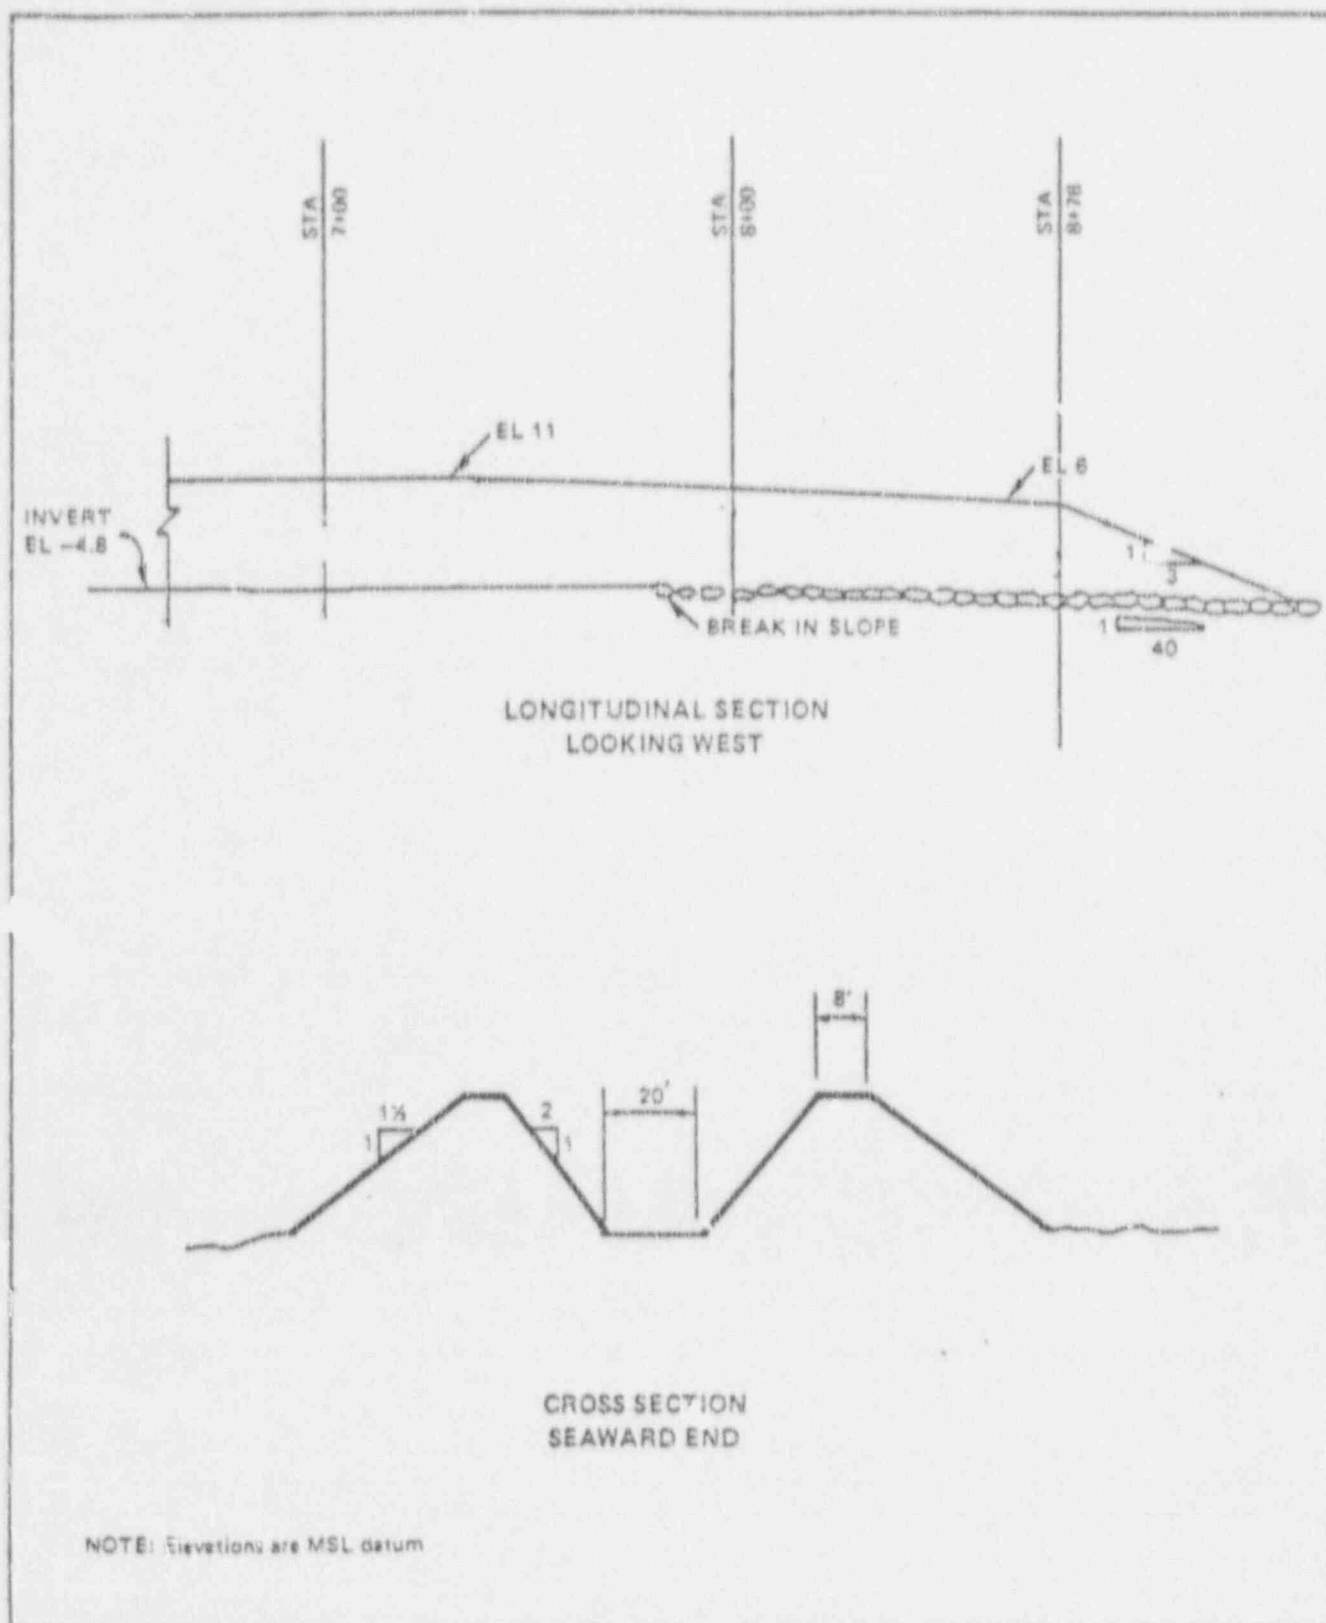 STA
7+00
STA
8+00
STA
8+78
EL 11
EL 6
INVERT
EL -4.8
1
3
BREAK IN SLOPE
1
40
LONGITUDINAL SECTION
LOOKING WEST
8'
20'
1½
1
2
1
CROSS SECTION
SEAWARD END
NOTE: Elevations are MSL datum